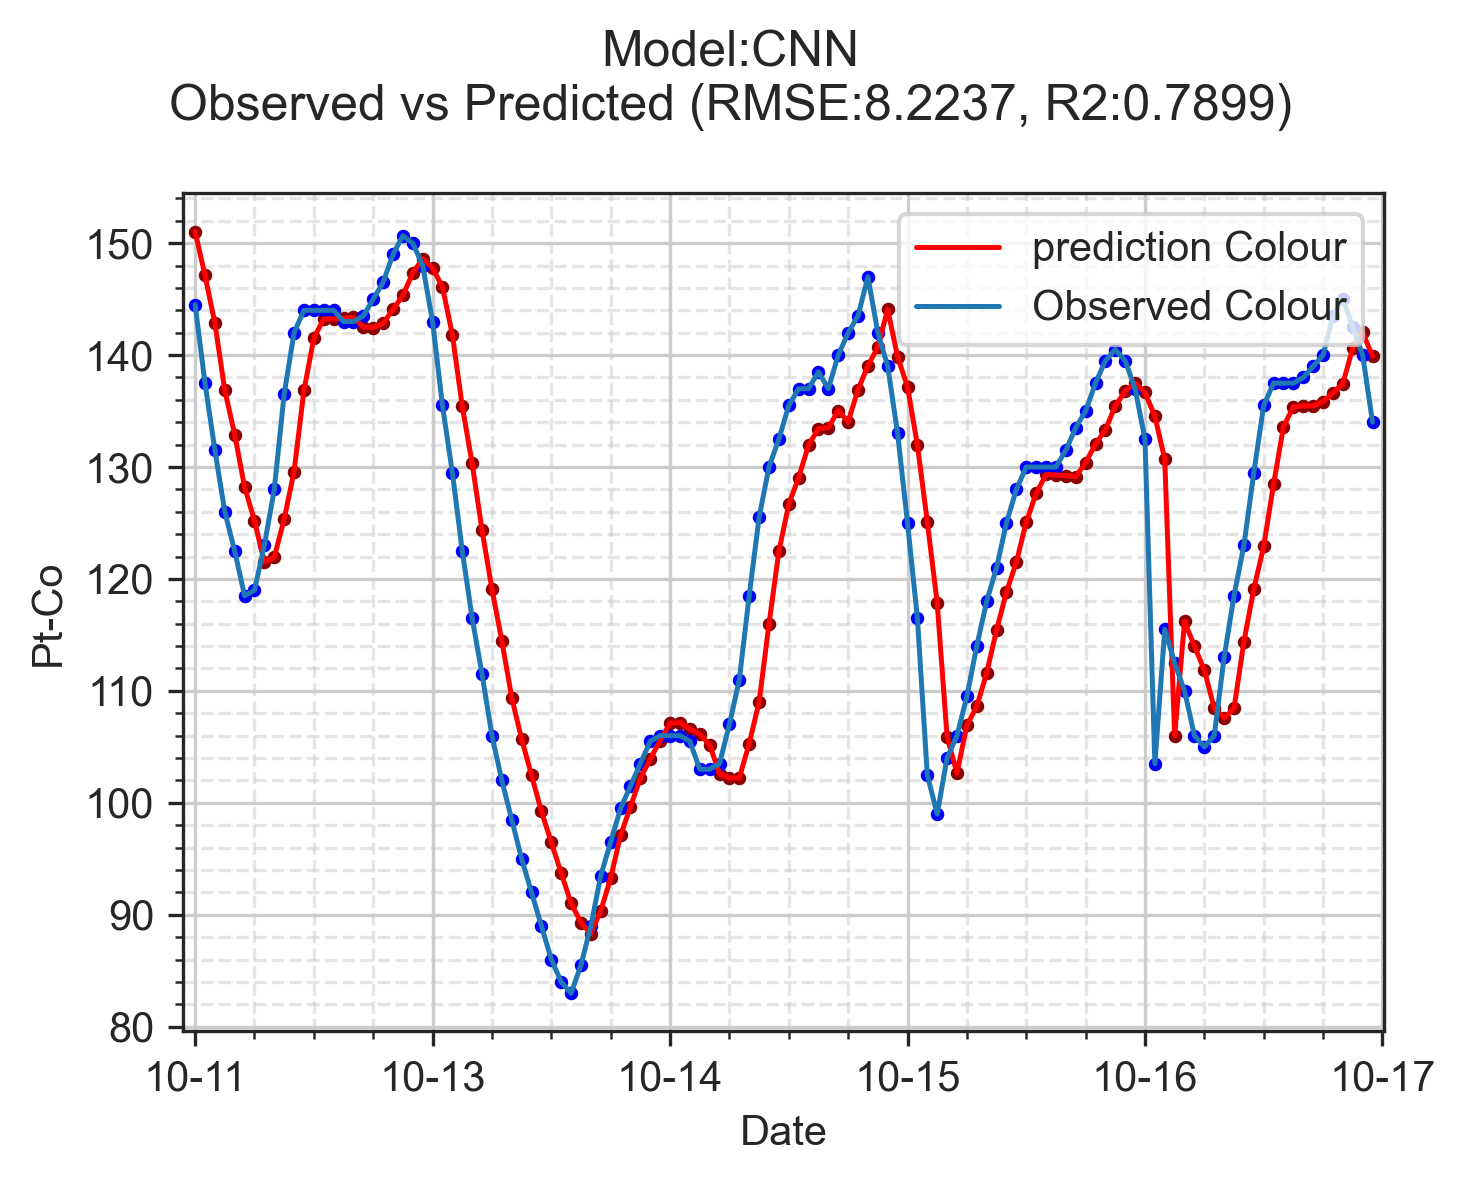 Model:CNN
Observed vs Predicted (RMSE:8.2237, R2:0.7899)
prediction Colour
Observed Colour
150
140
130
120
110
100
90
80
Pt-Co
10-11 10-13 10-14 10-15 10-16 10-17
Date